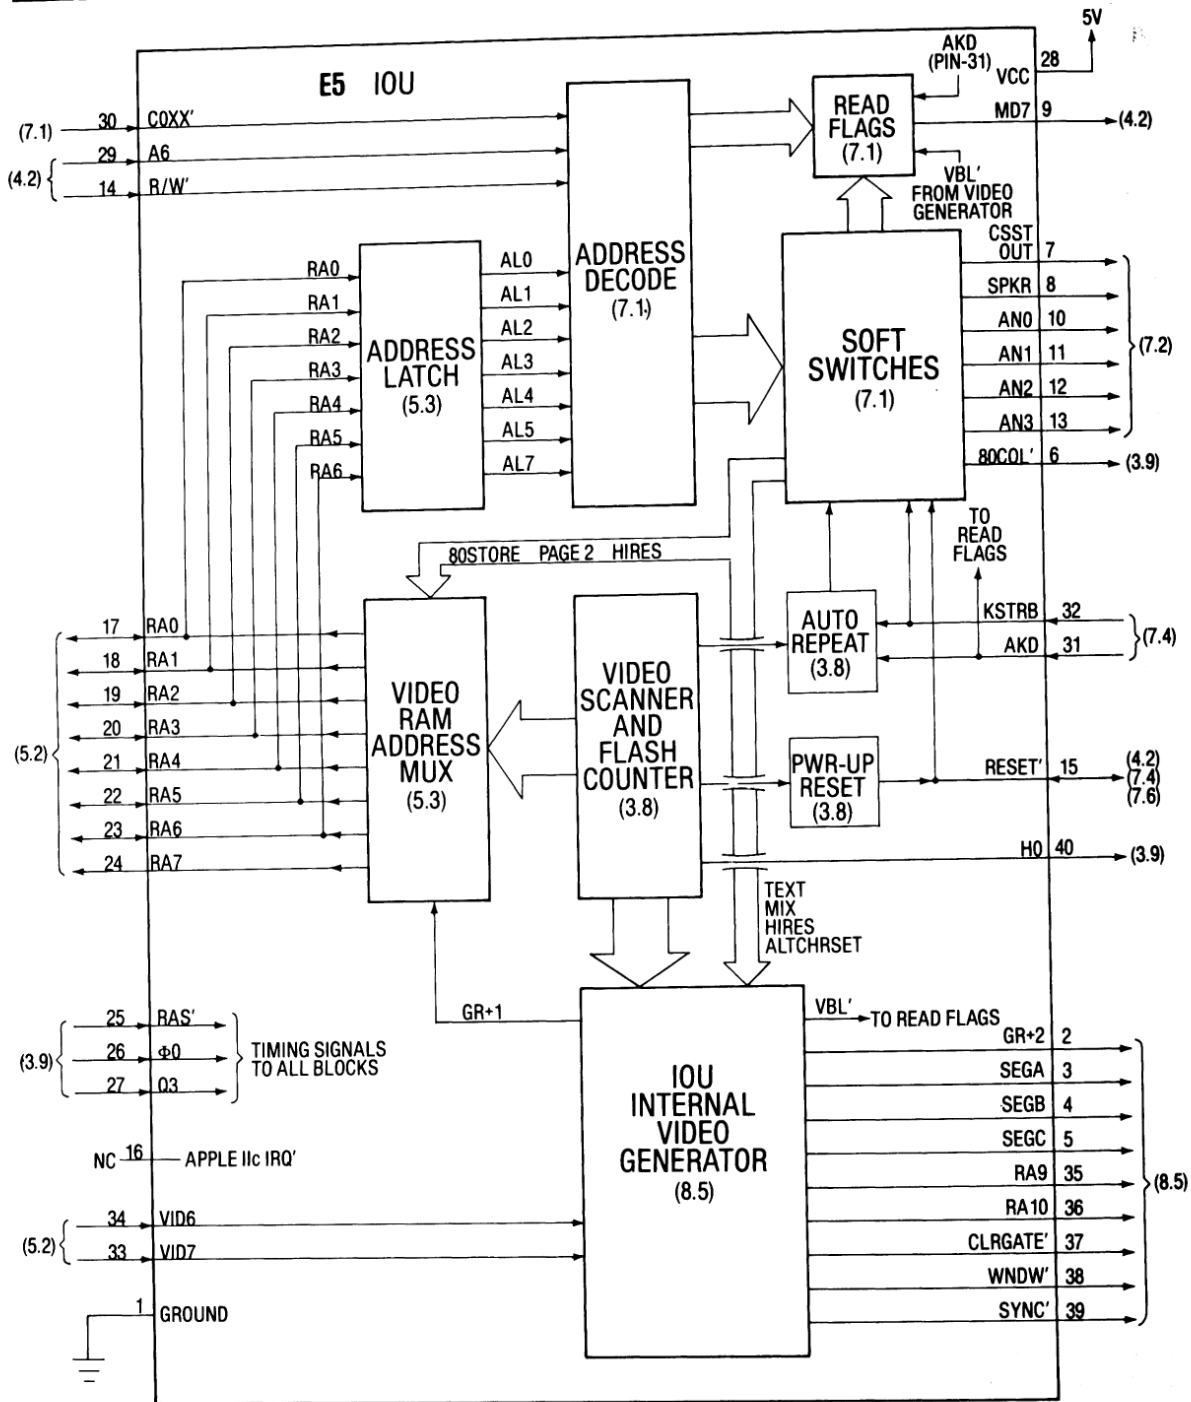 5V
E5 IOU
AKD
(PIN-31)
28
VCC
READ
FLAGS
(7.1)
MD7 9
(4.2)
(7.1)
30 C0XX'
29 A6
(4.2)
14 R/W'
VBL'
FROM VIDEO
GENERATOR
ADDRESS
DECODE
(7.1)
ADDRESS
LATCH
(5.3)
RA0
RA1
RA2
RA3
RA4
RA5
RA6
AL0
AL1
AL2
AL3
AL4
AL5
AL7
SOFT
SWITCHES
(7.1)
CSST
OUT 7
SPKR 8
AN0 10
AN1 11
AN2 12
AN3 13
(7.2)
80COL' 6
(3.9)
TO
READ
FLAGS
80STORE PAGE 2 HIRES
17 RA0
18 RA1
19 RA2
20 RA3
21 RA4
22 RA5
23 RA6
24 RA7
(5.2)
VIDEO
RAM
ADDRESS
MUX
(5.3)
VIDEO
SCANNER
AND
FLASH
COUNTER
(3.8)
AUTO
REPEAT
(3.8)
KSTRB 32
AKD 31
(7.4)
PWR-UP
RESET
(3.8)
RESET' 15
(4.2)
(7.4)
(7.6)
H0 40
(3.9)
TEXT
MIX
HIRES
ALTCHRSET
GR+1
VBL'
TO READ FLAGS
25 RAS'
26 Φ0
27 Q3
(3.9)
TIMING SIGNALS
TO ALL BLOCKS
NC 16 APPLE IIc IRQ'
34 VID6
33 VID7
(5.2)
1 GROUND
IOU
INTERNAL
VIDEO
GENERATOR
(8.5)
GR+2 2
SEGA 3
SEGB 4
SEGC 5
RA9 35
RA10 36
CLRGATE' 37
WNDW' 38
SYNC' 39
(8.5)